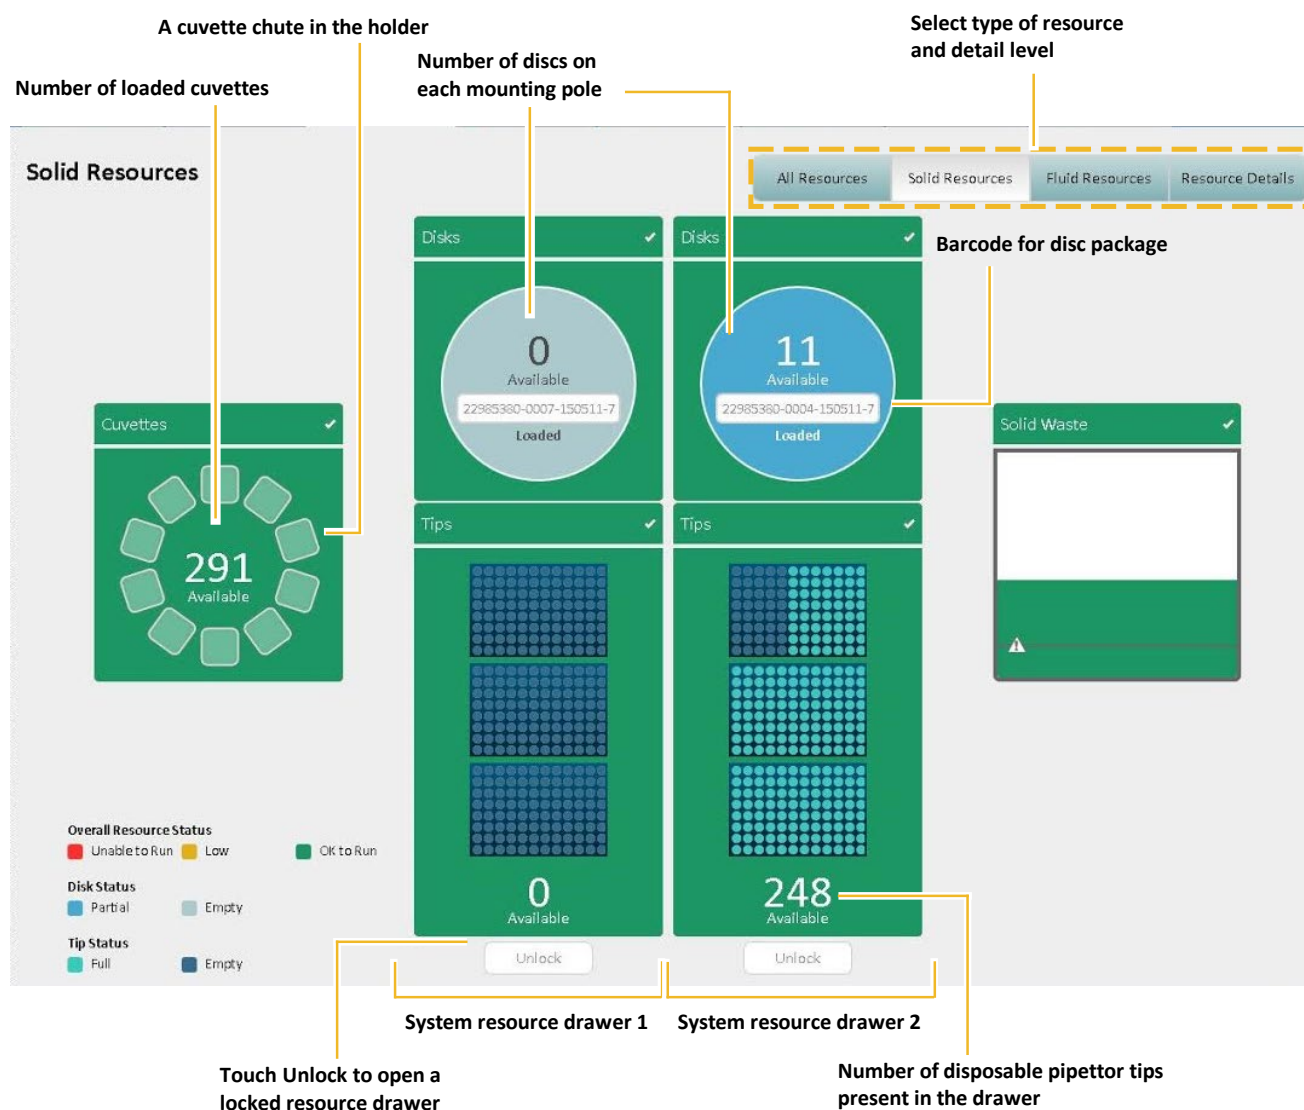 A cuvette chute in the holder
Select type of resource
and detail level
Number of discs on
each mounting pole
Number of loaded cuvettes
Solid Resources
All Resources
Solid Resources
Fluid Resources
Resource Details
Disks
Disks
Barcode for disc package
0
Available
22985380-0007-150511-7
Loaded
11
Available
22985380-0004-150511-7
Loaded
Cuvettes
291
Available
Solid Waste
Tips
Tips
Overall Resource Status
Unable to Run
Low
OK to Run
Disk Status
Partial
Empty
Tip Status
Full
Empty
0
Available
248
Available
Unlock
Unlock
System resource drawer 1
System resource drawer 2
Touch Unlock to open a
locked resource drawer
Number of disposable pipettor tips
present in the drawer